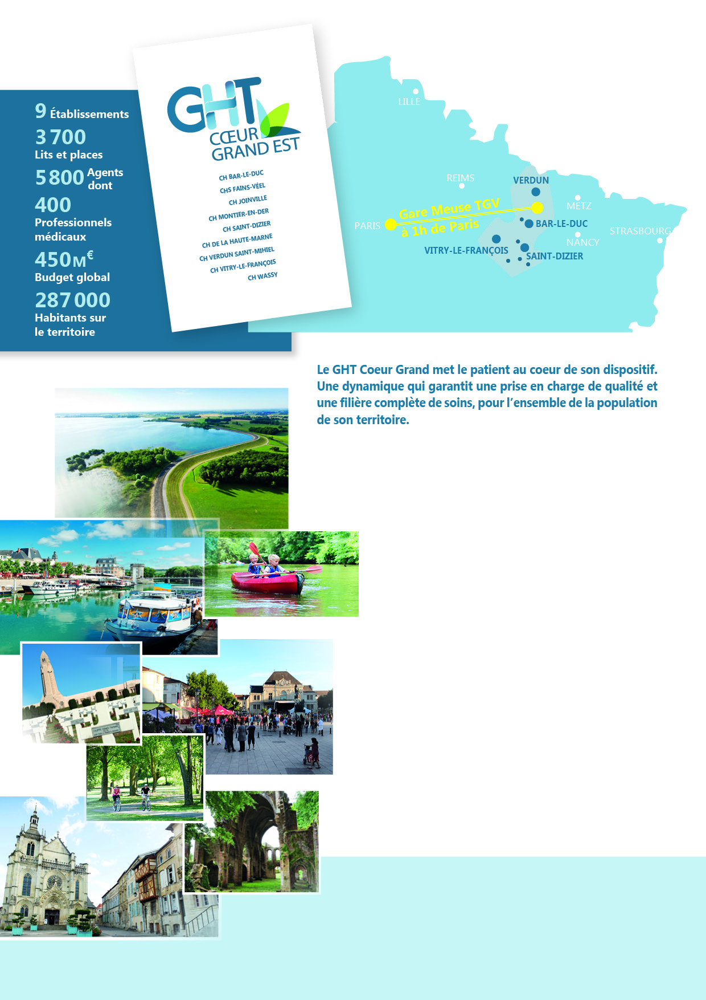 9 Établissements
3 700
Lits et places
5 800 Agents
dont
400
Professionnels
médicaux
450M€
Budget global
287 000
Habitants sur
le territoire
GHT
CŒUR
GRAND EST
CH BAR-LE-DUC
CHS FAINS-VÉEL
CH JOINVILLE
CH MONTIER-EN-DER
CH SAINT-DIZIER
CH DE LA HAUTE-MARNE
CH VERDUN SAINT-MIHIEL
CH VITRY-LE-FRANÇOIS
CH WASSY
LILLE
REIMS
VERDUN
METZ
Gare Meuse TGV
à 1h de Paris
PARIS
BAR-LE-DUC
STRASBOURG
NANCY
VITRY-LE-FRANÇOIS
SAINT-DIZIER
Le GHT Coeur Grand met le patient au coeur de son dispositif.
Une dynamique qui garantit une prise en charge de qualité et
une filière complète de soins, pour l’ensemble de la population
de son territoire.